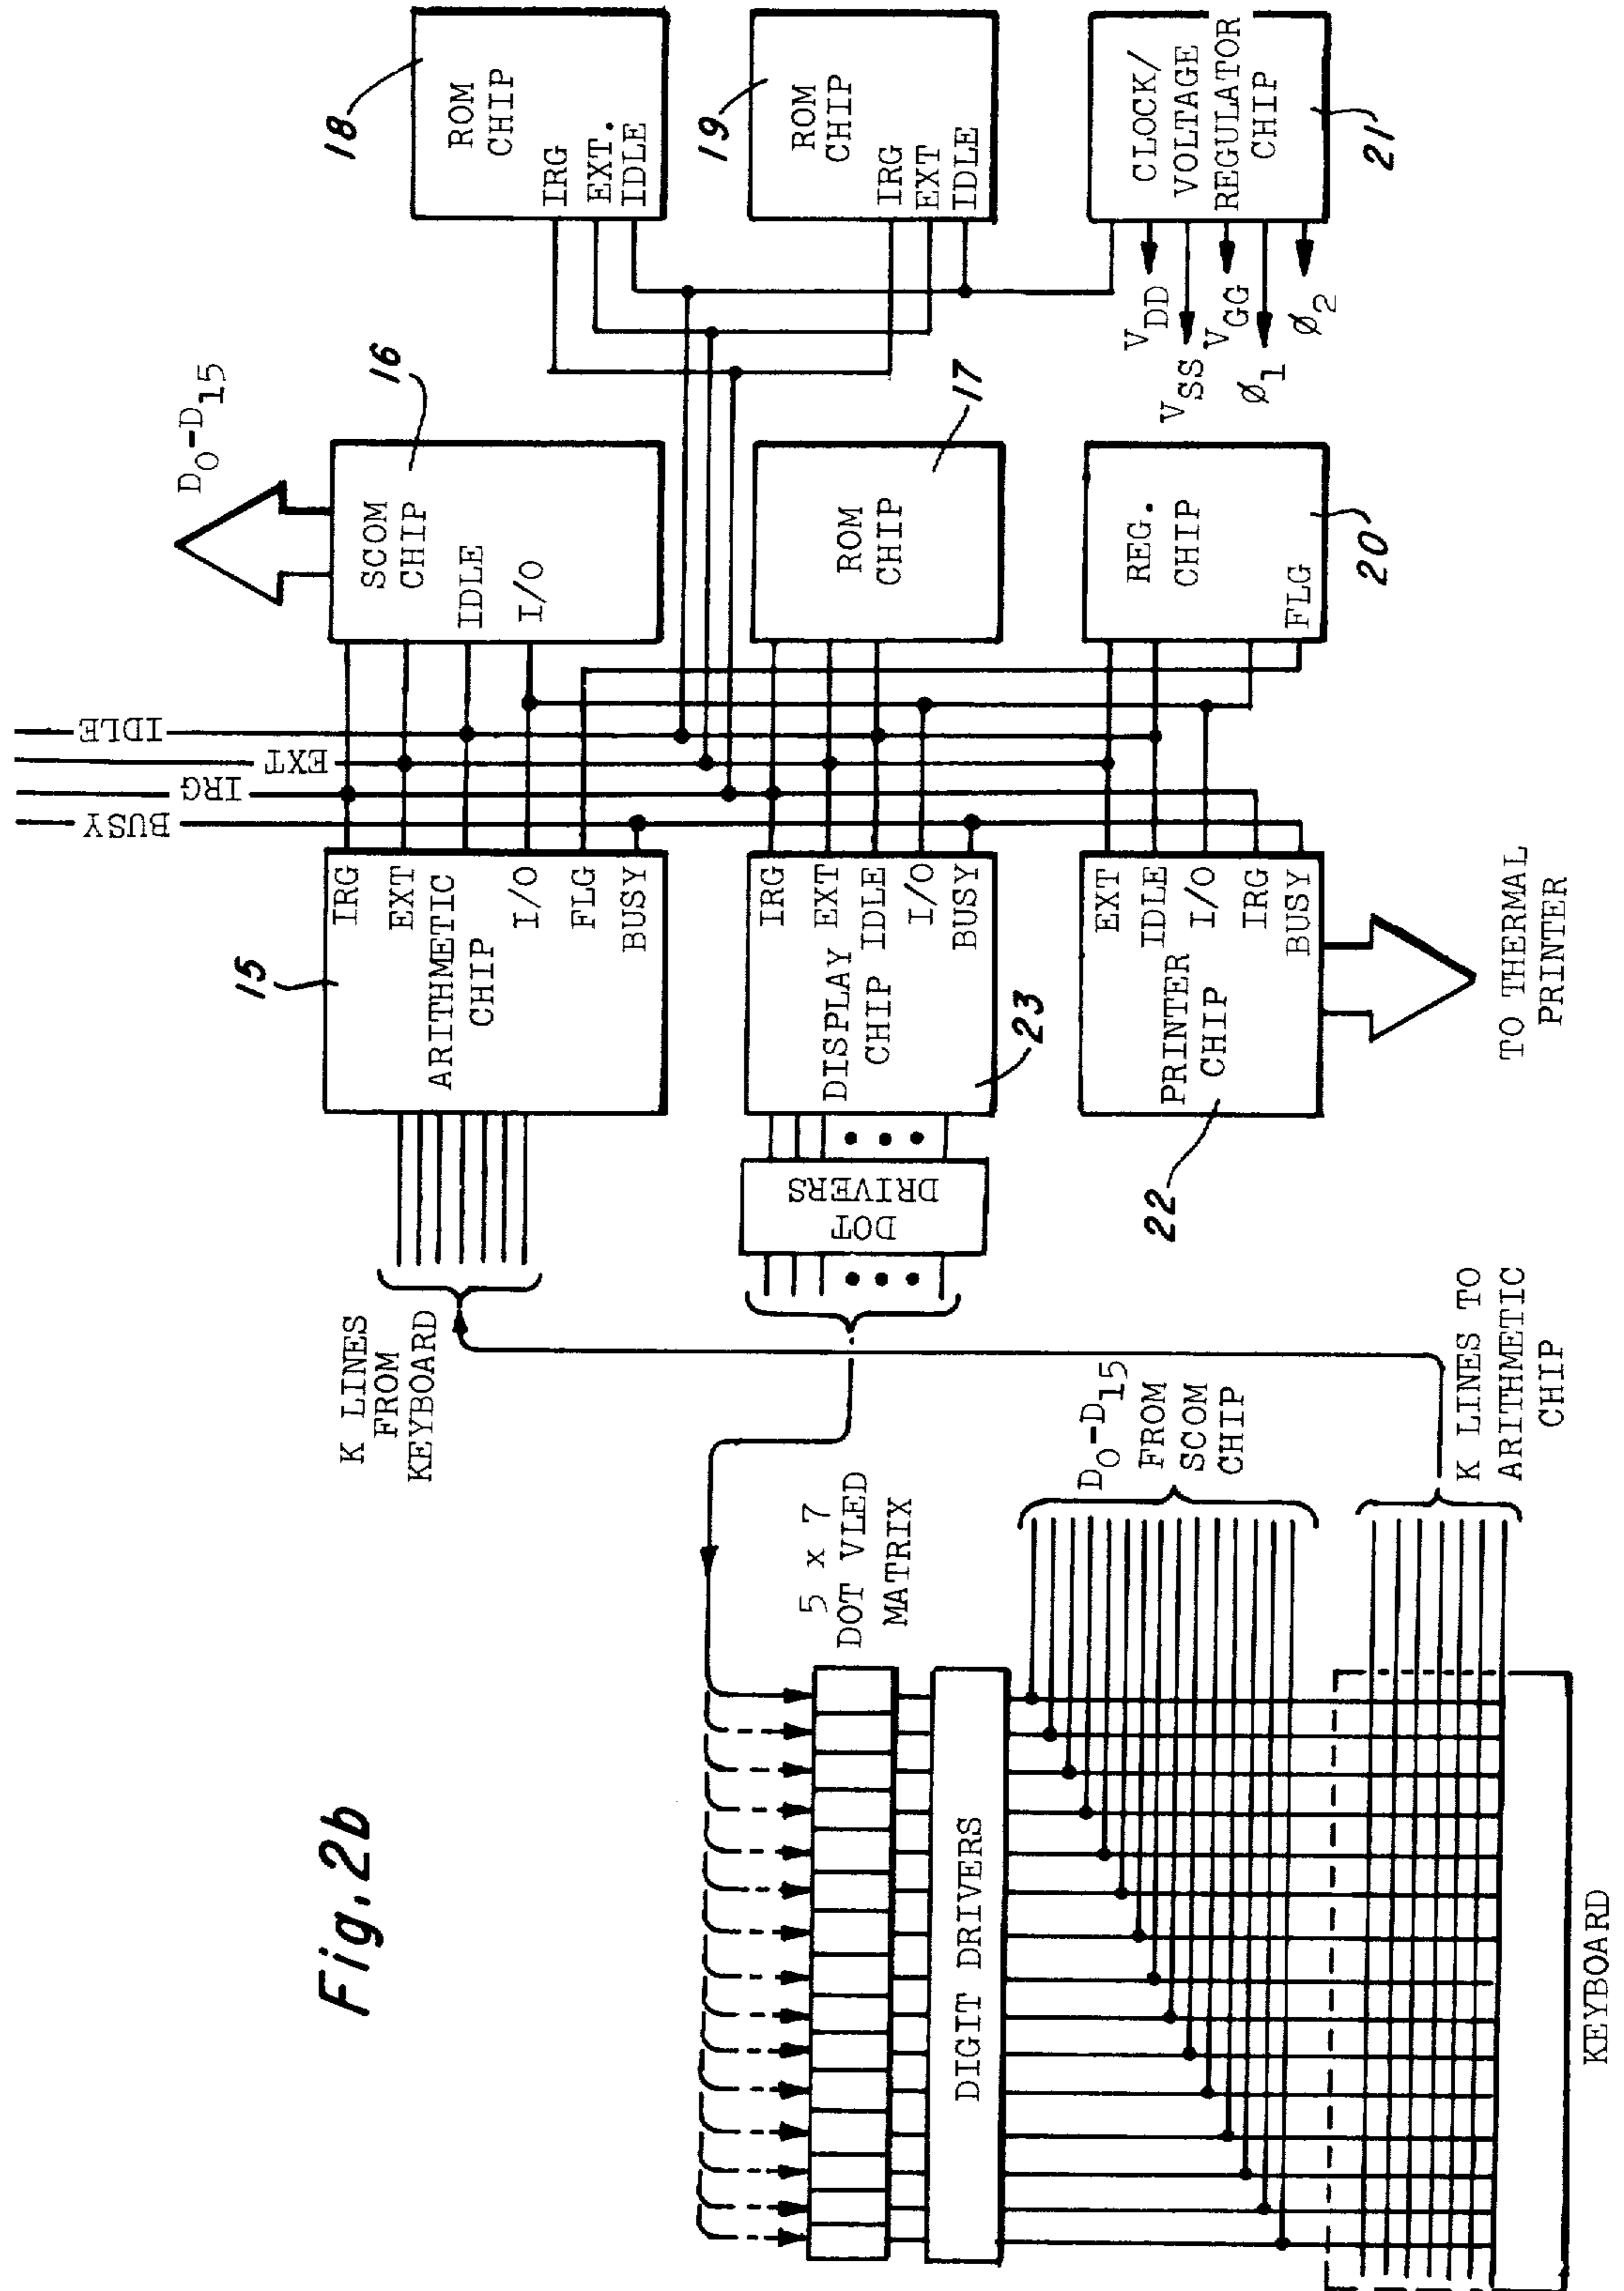 Fig.2b
18
ROM
CHIP
IRG
EXT.
IDLE
19
ROM
CHIP
IRG
EXT
IDLE
CLOCK/
VOLTAGE
REGULATOR
CHIP
21
VDD
VSS
VGG
ø1
ø2
D0-D15
16
SCOM
CHIP
IDLE
I/O
17
ROM
CHIP
REG.
CHIP
FLG
20
IDLE
EXT
IRG
BUSY
15
IRG
EXT
ARITHMETIC
CHIP
I/O
FLG
BUSY
IRG
EXT
DISPLAY
IDLE
CHIP
I/O
BUSY
23
EXT
IDLE
PRINTER
I/O
CHIP
IRG
BUSY
22
TO THERMAL
PRINTER
DOT
DRIVERS
K LINES
FROM
KEYBOARD
K LINES TO
ARITHMETIC
CHIP
D0-D15
FROM
SCOM
CHIP
5 x 7
DOT VLED
MATRIX
DIGIT DRIVERS
KEYBOARD